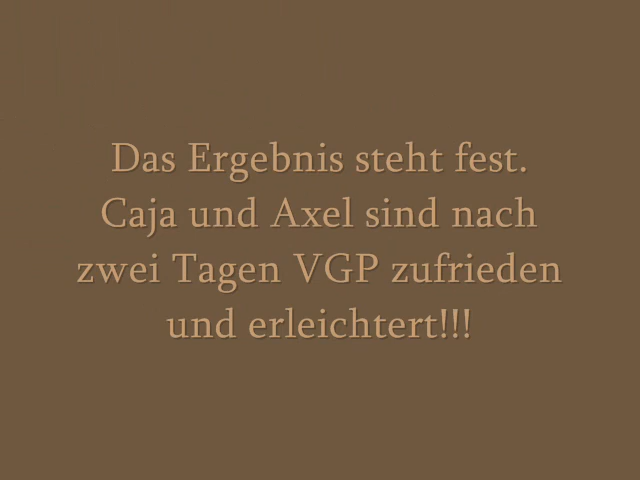 Das Ergebnis steht fest.
Caja und Axel sind nach
zwei Tagen VGP zufrieden
und erleichtert!!!